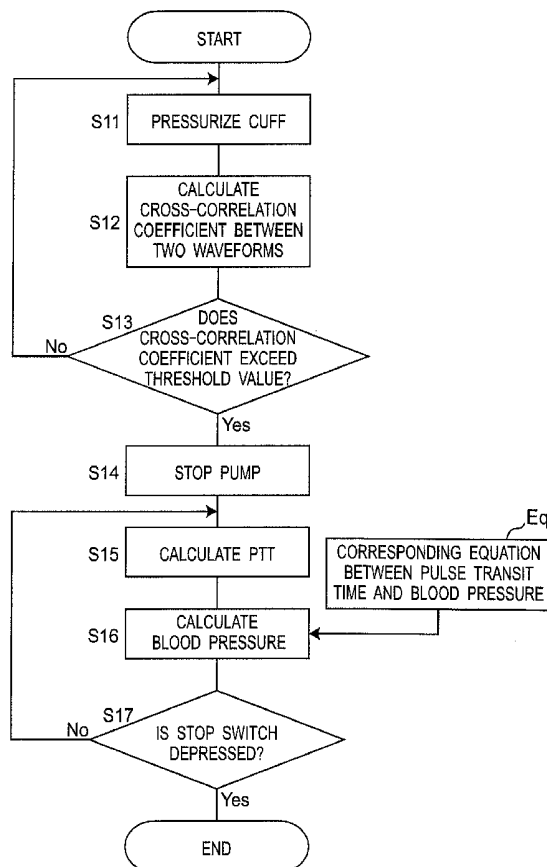 START
S11
PRESSURIZE CUFF
S12
CALCULATE
CROSS-CORRELATION
COEFFICIENT BETWEEN
TWO WAVEFORMS
S13
DOES
CROSS-CORRELATION
COEFFICIENT EXCEED
THRESHOLD VALUE?
No
Yes
S14
STOP PUMP
S15
CALCULATE PTT
Eq
CORRESPONDING EQUATION
BETWEEN PULSE TRANSIT
TIME AND BLOOD PRESSURE
S16
CALCULATE
BLOOD PRESSURE
S17
IS STOP SWITCH
DEPRESSED?
No
Yes
END